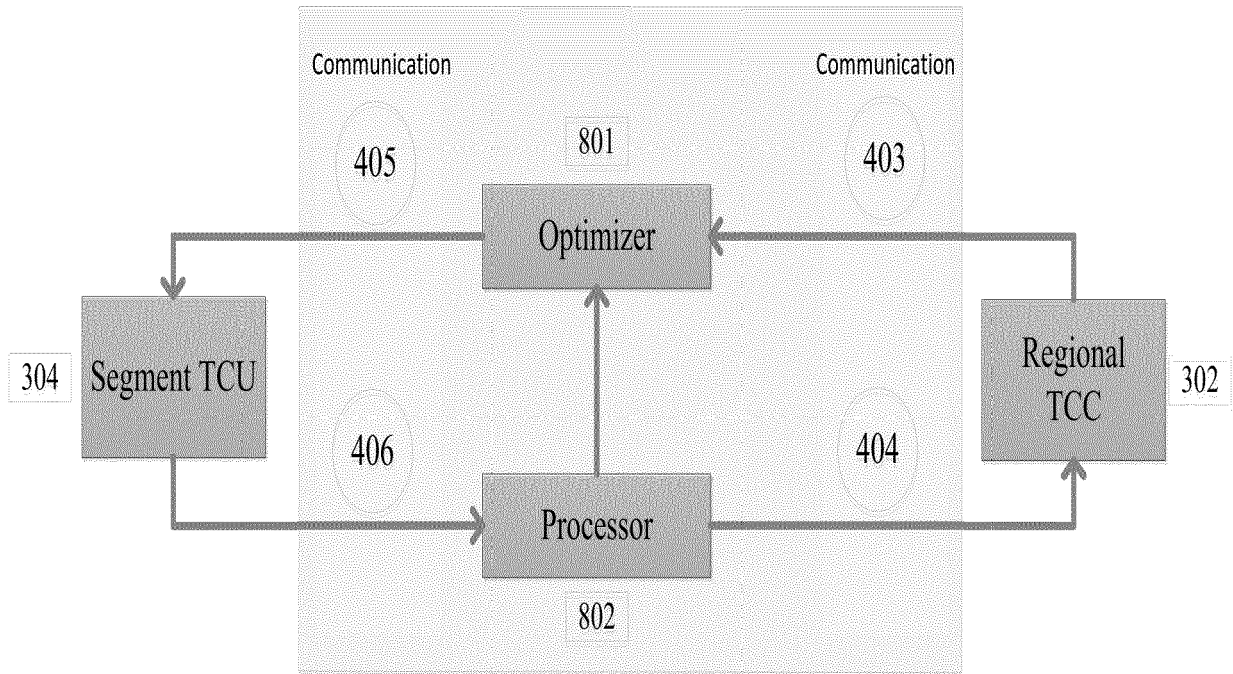 Communication
Communication
405
801
403
Optimizer
304
Segment TCU
Regional
TCC
302
406
404
Processor
802